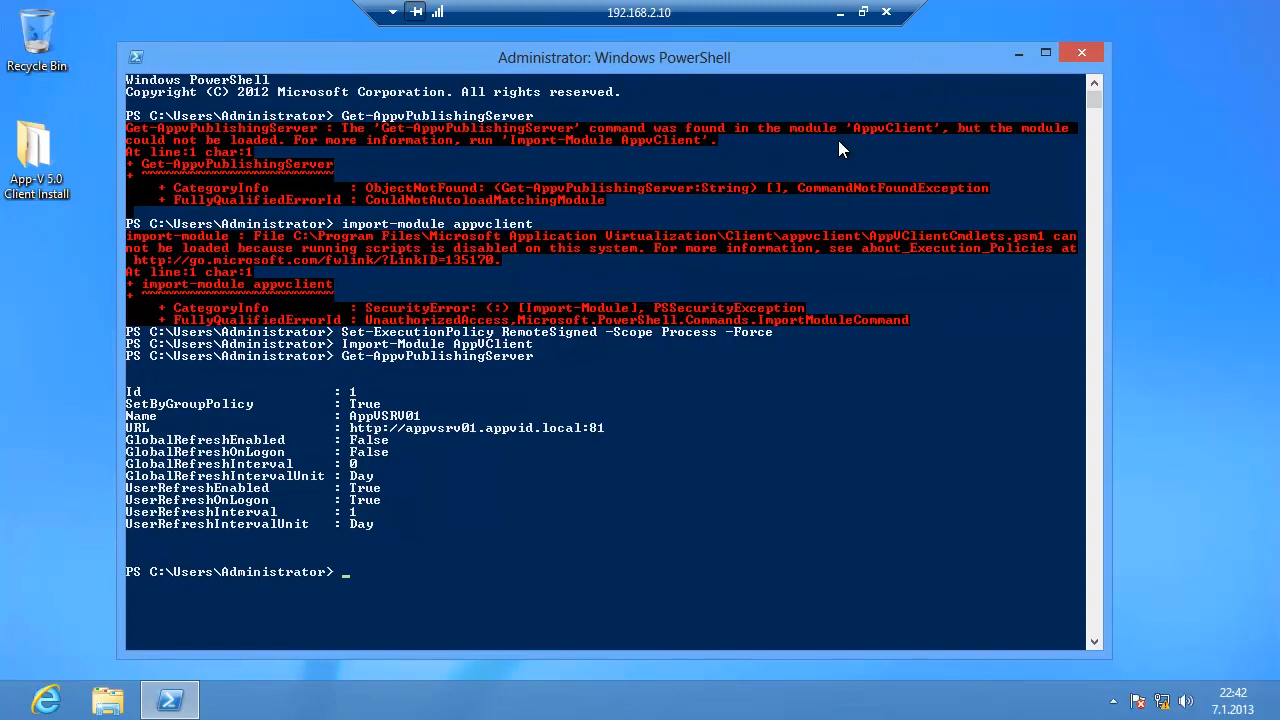 192.168.2.10
Recycle Bin
App-V 5.0
Client Install
Administrator: Windows PowerShell
Windows PowerShell
Copyright (C) 2012 Microsoft Corporation. All rights reserved.
PS C:\Users\Administrator> Get-AppvPublishingServer
Get-AppvPublishingServer : The 'Get-AppvPublishingServer' command was found in the module 'AppvClient', but the module
could not be loaded. For more information, run 'Import-Module AppvClient'.
At line:1 char:1
+ Get-AppvPublishingServer
+ ~~~~~~~~~~~~~~~~~~~~~~~~
+ CategoryInfo : ObjectNotFound: (Get-AppvPublishingServer:String) [], CommandNotFoundException
+ FullyQualifiedErrorId : CouldNotAutoloadMatchingModule
PS C:\Users\Administrator> import-module appvclient
import-module : File C:\Program Files\Microsoft Application Virtualization\Client\appvclient\AppVClientCmdlets.psm1 can
not be loaded because running scripts is disabled on this system. For more information, see about_Execution_Policies at
http://go.microsoft.com/fwlink/?LinkID=135170.
At line:1 char:1
+ import-module appvclient
+ ~~~~~~~~~~~~~~~~~~~~~~~~
+ CategoryInfo : SecurityError: (:) [Import-Module], PSSecurityException
+ FullyQualifiedErrorId : UnauthorizedAccess,Microsoft.PowerShell.Commands.ImportModuleCommand
PS C:\Users\Administrator> Set-ExecutionPolicy RemoteSigned -Scope Process -Force
PS C:\Users\Administrator> Import-Module AppVClient
PS C:\Users\Administrator> Get-AppvPublishingServer
Id : 1
SetByGroupPolicy : True
Name : AppVSRV01
URL : http://appvsrv01.appvid.local:81
GlobalRefreshEnabled : False
GlobalRefreshOnLogon : False
GlobalRefreshInterval : 0
GlobalRefreshIntervalUnit : Day
UserRefreshEnabled : True
UserRefreshOnLogon : True
UserRefreshInterval : 1
UserRefreshIntervalUnit : Day
PS C:\Users\Administrator> _
22:42
7.1.2013